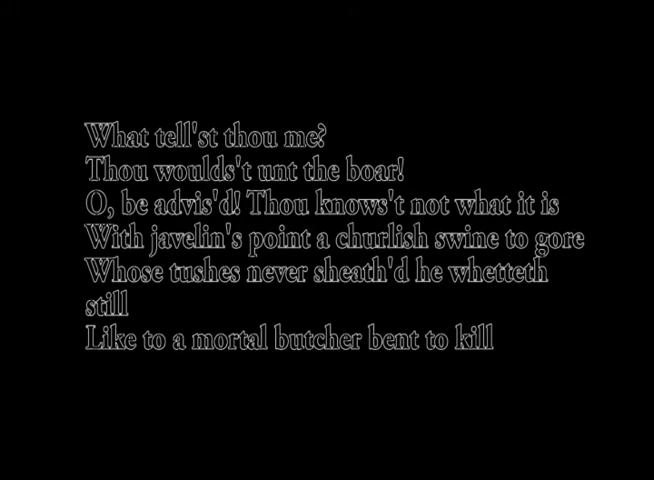 What tell'st thou me?
Thou woulds't unt the boar!
O, be advis'd! Thou knows't not what it is
With javelin's point a churlish swine to gore
Whose tushes never sheath'd he whetteth
still
Like to a mortal butcher bent to kill